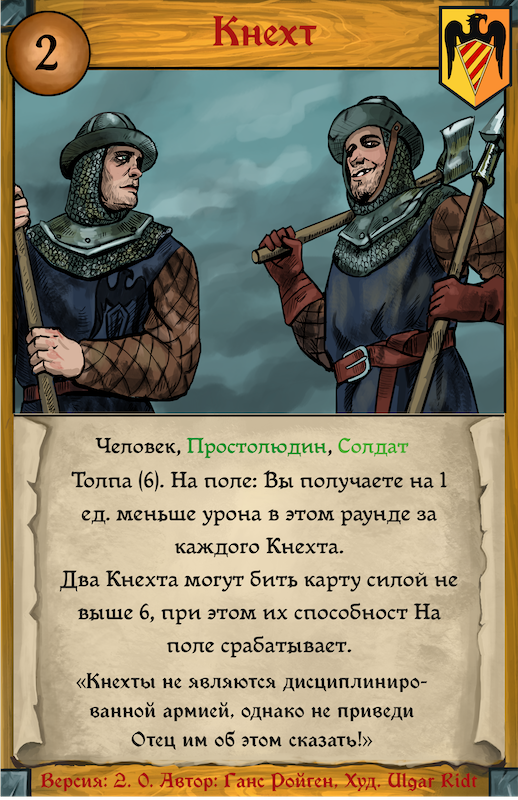 2
Кнехт
Человек, Простолюдин, Солдат
Толпа (6). На поле: Вы получаете на 1
ед. меньше урона в этом раунде за
каждого Кнехта.
Два Кнехта могут бить карту силой не
выше 6, при этом их способност На
поле срабатывает.
«Кнехты не являются дисциплиниро-
ванной армией, однако не приведи
Отец им об этом сказать!»
Версия: 2. 0. Автор: Ганс Ройген, Худ. Ulgar Ridt